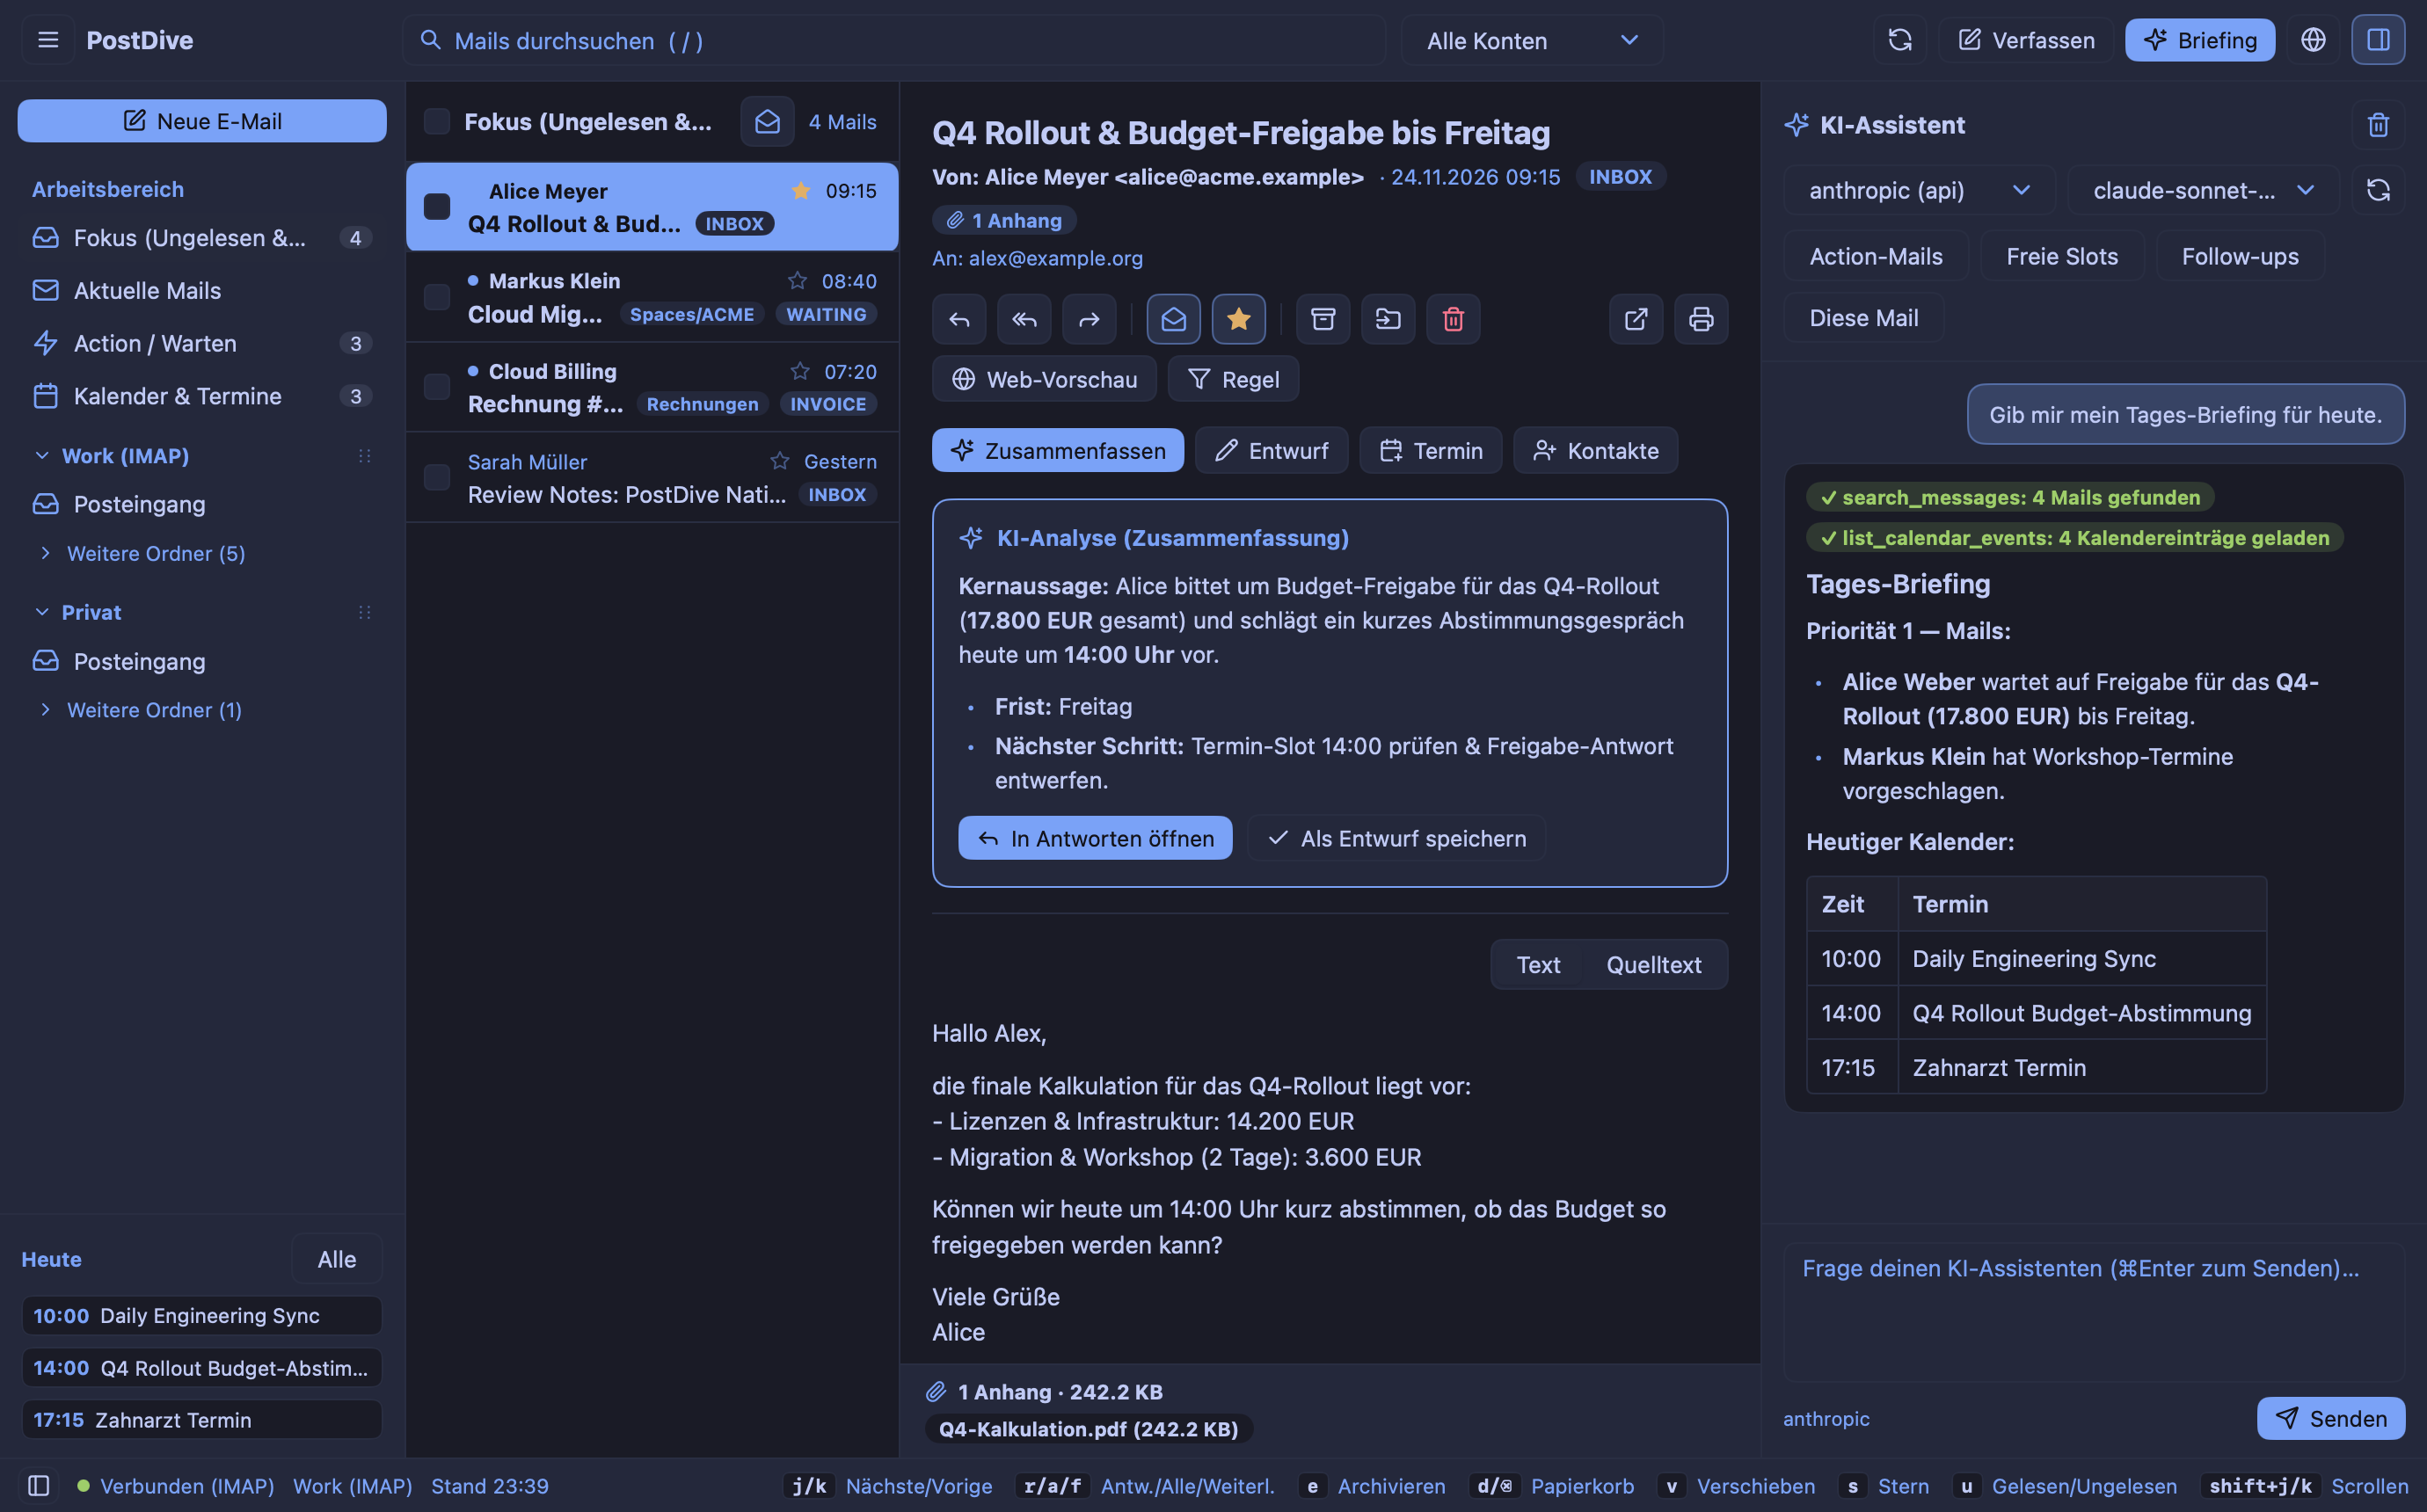 PostDive
Mails durchsuchen ( / )
Alle Konten
Verfassen
Briefing
Neue E-Mail
Arbeitsbereich
Fokus (Ungelesen &... 4
Aktuelle Mails
Action / Warten 3
Kalender & Termine 3
Work (IMAP)
Posteingang
Weitere Ordner (5)
Privat
Posteingang
Weitere Ordner (1)
Heute
Alle
10:00 Daily Engineering Sync
14:00 Q4 Rollout Budget-Abstim...
17:15 Zahnarzt Termin
Fokus (Ungelesen &... 4 Mails
Alice Meyer 09:15
Q4 Rollout & Bud... INBOX
Markus Klein 08:40
Cloud Mig... Spaces/ACME WAITING
Cloud Billing 07:20
Rechnung #... Rechnungen INVOICE
Sarah Müller Gestern
Review Notes: PostDive Nati... INBOX
Q4 Rollout & Budget-Freigabe bis Freitag
Von: Alice Meyer <alice@acme.example> · 24.11.2026 09:15 INBOX
1 Anhang
An: alex@example.org
Web-Vorschau
Regel
Zusammenfassen
Entwurf
Termin
Kontakte
KI-Analyse (Zusammenfassung)
Kernaussage: Alice bittet um Budget-Freigabe für das Q4-Rollout
(17.800 EUR gesamt) und schlägt ein kurzes Abstimmungsgespräch
heute um 14:00 Uhr vor.
• Frist: Freitag
• Nächster Schritt: Termin-Slot 14:00 prüfen & Freigabe-Antwort
entwerfen.
In Antworten öffnen
Als Entwurf speichern
Text
Quelltext
Hallo Alex,
die finale Kalkulation für das Q4-Rollout liegt vor:
- Lizenzen & Infrastruktur: 14.200 EUR
- Migration & Workshop (2 Tage): 3.600 EUR
Können wir heute um 14:00 Uhr kurz abstimmen, ob das Budget so
freigegeben werden kann?
Viele Grüße
Alice
1 Anhang · 242.2 KB
Q4-Kalkulation.pdf (242.2 KB)
KI-Assistent
anthropic (api)
claude-sonnet-...
Action-Mails
Freie Slots
Follow-ups
Diese Mail
Gib mir mein Tages-Briefing für heute.
✓ search_messages: 4 Mails gefunden
✓ list_calendar_events: 4 Kalendereinträge geladen
Tages-Briefing
Priorität 1 — Mails:
• Alice Weber wartet auf Freigabe für das Q4-
Rollout (17.800 EUR) bis Freitag.
• Markus Klein hat Workshop-Termine
vorgeschlagen.
Heutiger Kalender:
Zeit Termin
10:00 Daily Engineering Sync
14:00 Q4 Rollout Budget-Abstimmung
17:15 Zahnarzt Termin
Frage deinen KI-Assistenten (⌘Enter zum Senden)...
anthropic
Senden
Verbunden (IMAP) Work (IMAP) Stand 23:39
j/k Nächste/Vorige r/a/f Antw./Alle/Weiterl. e Archivieren d/⌫ Papierkorb v Verschieben s Stern u Gelesen/Ungelesen shift+j/k Scrollen